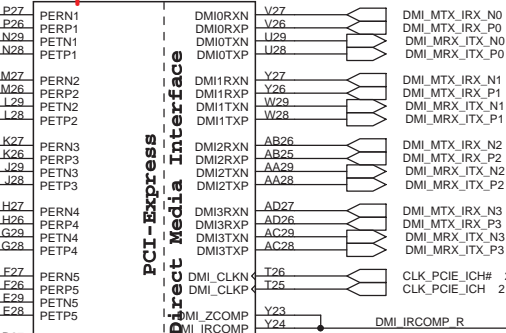 P27 PERN1 DMI0RXN V27 DMI_MTX_IRX_N0
P26 PERP1 DMI0RXP V26 DMI_MTX_IRX_P0
N29 PETN1 DMI0TXN U29 DMI_MRX_ITX_N0
N28 PETP1 DMI0TXP U28 DMI_MRX_ITX_P0
M27 PERN2 DMI1RXN Y27 DMI_MTX_IRX_N1
M26 PERP2 DMI1RXP Y26 DMI_MTX_IRX_P1
L29 PETN2 DMI1TXN W29 DMI_MRX_ITX_N1
L28 PETP2 DMI1TXP W28 DMI_MRX_ITX_P1
K27 PERN3 DMI2RXN AB26 DMI_MTX_IRX_N2
K26 PERP3 DMI2RXP AB25 DMI_MTX_IRX_P2
J29 PETN3 DMI2TXN AA29 DMI_MRX_ITX_N2
J28 PETP3 DMI2TXP AA28 DMI_MRX_ITX_P2
H27 PERN4 DMI3RXN AD27 DMI_MTX_IRX_N3
H26 PERP4 DMI3RXP AD26 DMI_MTX_IRX_P3
G29 PETN4 DMI3TXN AC29 DMI_MRX_ITX_N3
G28 PETP4 DMI3TXP AC28 DMI_MRX_ITX_P3
F27 PERN5 DMI_CLKN T26 CLK_PCIE_ICH#
F26 PERP5 DMI_CLKP T25 CLK_PCIE_ICH 2
E29 PETN5
E28 PETP5 DMI_ZCOMP Y23
DMI_IRCOMP Y24 DMI_IRCOMP_R
PCI-Express
Direct Media Interface